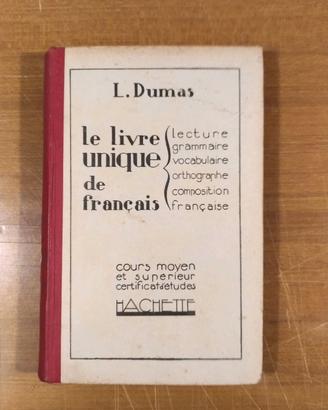 L. Dumas
le livre
unique
de
français
lecture
grammaire
vocabulaire
orthographe
composition
française
cours moyen
et supérieur
certificat d'études
HACHETTE